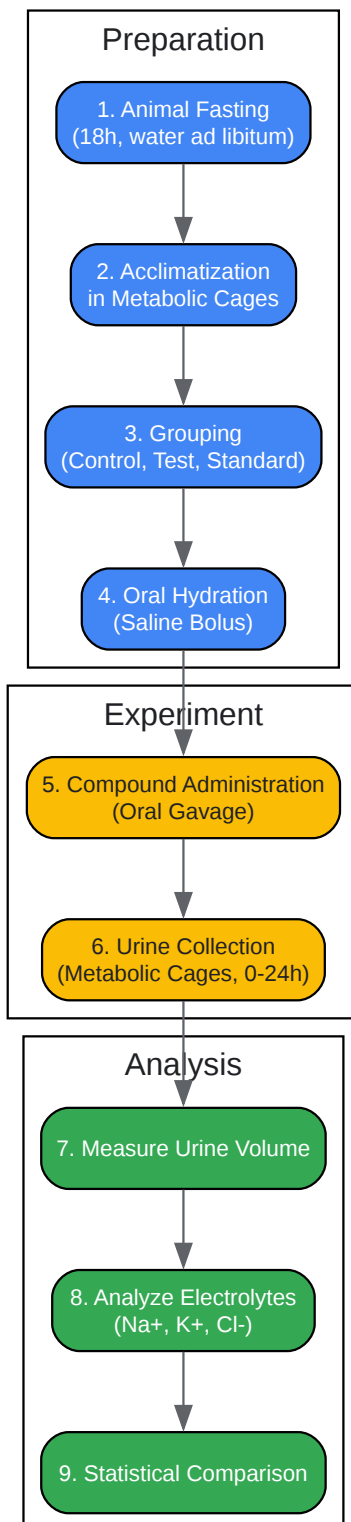 Preparation
1. Animal Fasting
(18h, water ad libitum)
2. Acclimatization
in Metabolic Cages
3. Grouping
(Control, Test, Standard)
4. Oral Hydration
(Saline Bolus)
Experiment
5. Compound Administration
(Oral Gavage)
6. Urine Collection
(Metabolic Cages, 0-24h)
Analysis
7. Measure Urine Volume
8. Analyze Electrolytes
(Na+, K+, Cl-)
9. Statistical Comparison